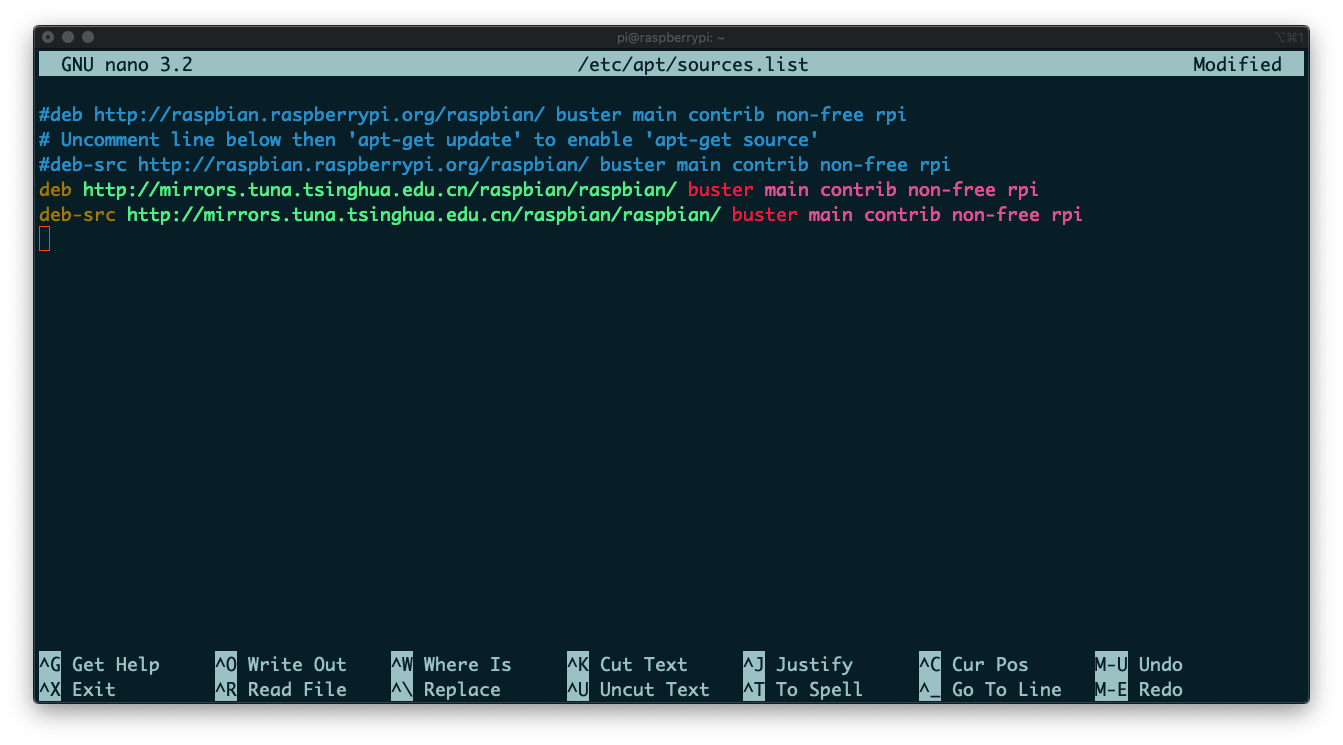 pi@raspberrypi: ~ ⌥⌘1
GNU nano 3.2 /etc/apt/sources.list Modified
#deb http://raspbian.raspberrypi.org/raspbian/ buster main contrib non-free rpi
# Uncomment line below then 'apt-get update' to enable 'apt-get source'
#deb-src http://raspbian.raspberrypi.org/raspbian/ buster main contrib non-free rpi
deb http://mirrors.tuna.tsinghua.edu.cn/raspbian/raspbian/ buster main contrib non-free rpi
deb-src http://mirrors.tuna.tsinghua.edu.cn/raspbian/raspbian/ buster main contrib non-free rpi
^G Get Help ^O Write Out ^W Where Is ^K Cut Text ^J Justify ^C Cur Pos M-U Undo
^X Exit ^R Read File ^\ Replace ^U Uncut Text ^T To Spell ^_ Go To Line M-E Redo